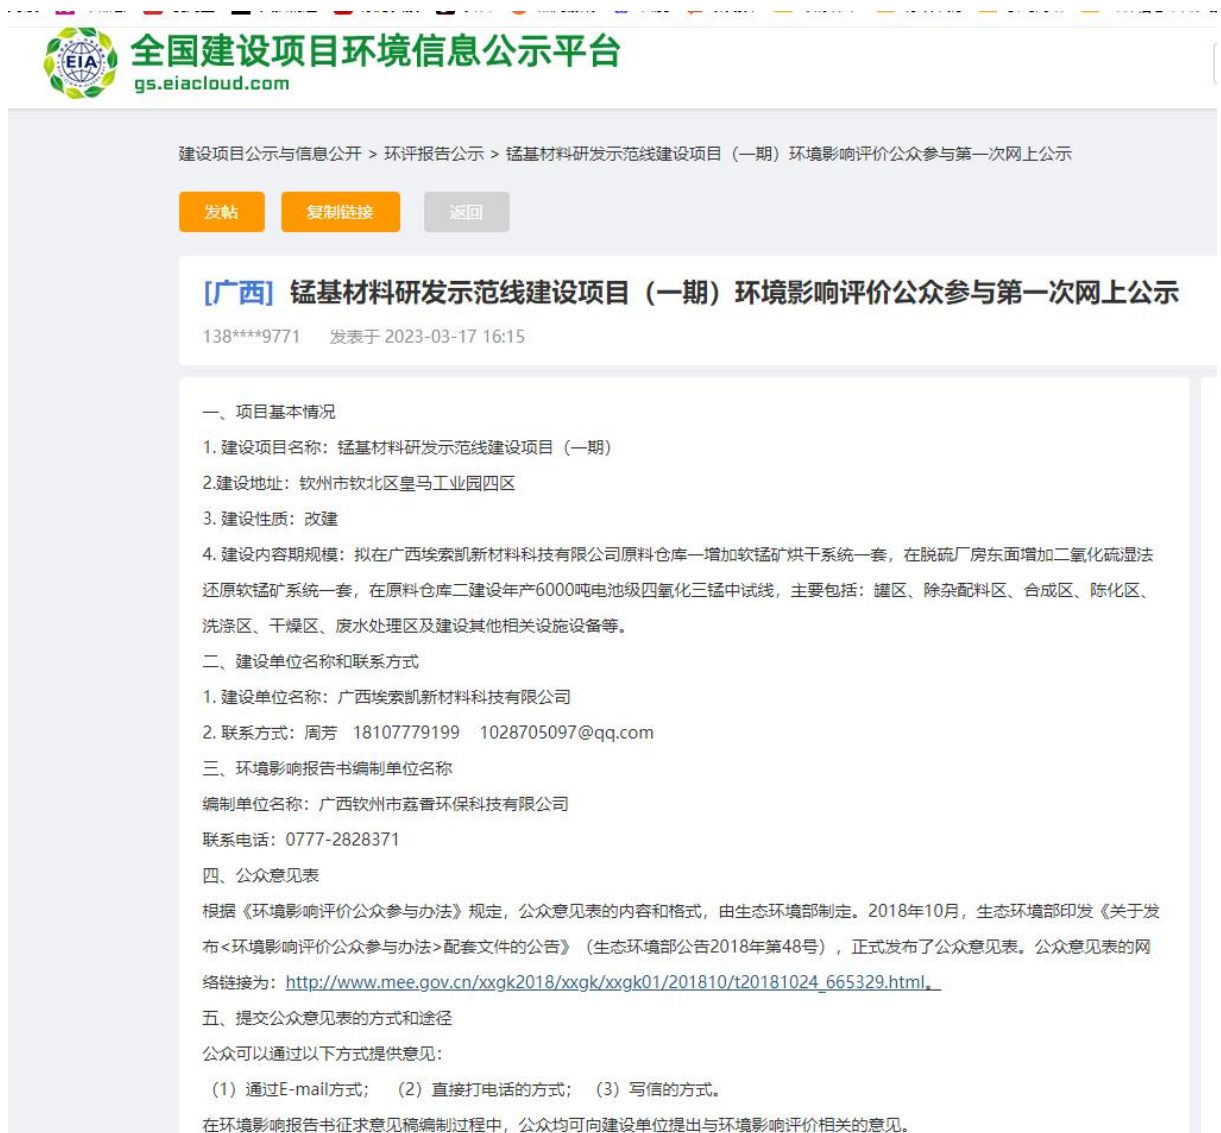 EIA
全国建设项目环境信息公示平台
gs.eiacloud.com
建设项目公示与信息公开 > 环评报告公示 > 锰基材料研发示范线建设项目（一期）环境影响评价公众参与第一次网上公示
发帖 复制链接 返回
[广西] 锰基材料研发示范线建设项目（一期）环境影响评价公众参与第一次网上公示
138****9771 发表于 2023-03-17 16:15
一、项目基本情况
1. 建设项目名称：锰基材料研发示范线建设项目（一期）
2.建设地址：钦州市钦北区皇马工业园四区
3. 建设性质：改建
4. 建设内容期规模：拟在广西埃索凯新材料科技有限公司原料仓库一增加软锰矿烘干系统一套，在脱硫厂房东面增加二氧化硫湿法
还原软锰矿系统一套，在原料仓库二建设年产6000吨电池级四氧化三锰中试线，主要包括：罐区、除杂配料区、合成区、陈化区、
洗涤区、干燥区、废水处理区及建设其他相关设施设备等。
二、建设单位名称和联系方式
1. 建设单位名称：广西埃索凯新材料科技有限公司
2. 联系方式：周芳 18107779199 1028705097@qq.com
三、环境影响报告书编制单位名称
编制单位名称：广西钦州市荔香环保科技有限公司
联系电话：0777-2828371
四、公众意见表
根据《环境影响评价公众参与办法》规定，公众意见表的内容和格式，由生态环境部制定。2018年10月，生态环境部印发《关于发
布<环境影响评价公众参与办法>配套文件的公告》（生态环境部公告2018年第48号），正式发布了公众意见表。公众意见表的网
络链接为：http://www.mee.gov.cn/xxgk2018/xxgk/xxgk01/201810/t20181024_665329.html。
五、提交公众意见表的方式和途径
公众可以通过以下方式提供意见：
（1）通过E-mail方式；（2）直接打电话的方式；（3）写信的方式。
在环境影响报告书征求意见稿编制过程中，公众均可向建设单位提出与环境影响评价相关的意见。